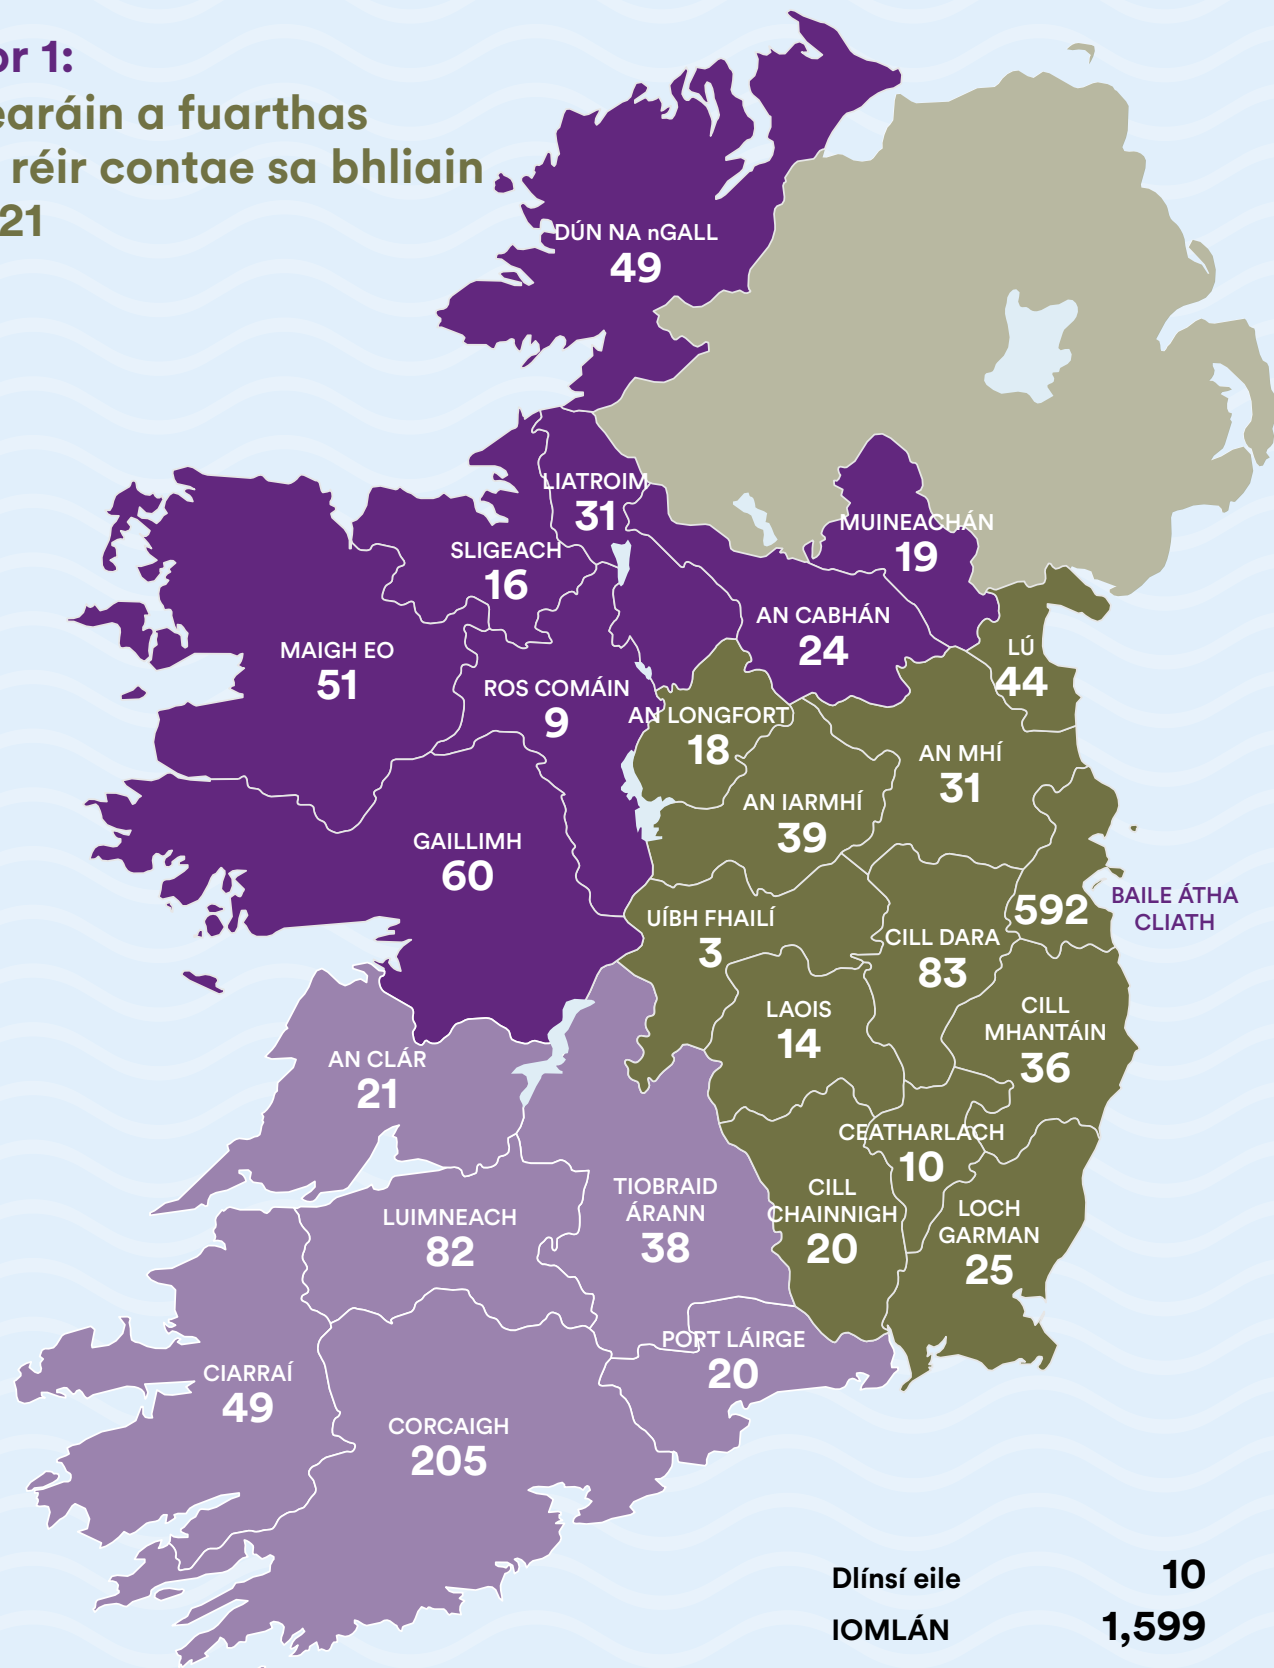 or 1:
earáin a fuarthas
réir contae sa bhliain
21
DÚN NA nGALL
49
LIATROIM
31
MUINEACHÁN
19
SLIGEACH
16
AN CABHÁN
24
LÚ
44
MAIGH EO
51
ROS COMÁIN
9
AN LONGFORT
18
AN MHÍ
31
AN IARMHÍ
39
GAILLIMH
60
BAILE ÁTHA
CLIATH
592
UÍBH FHAILÍ
3
CILL DARA
83
LAOIS
14
CILL
MHANTÁIN
36
AN CLÁR
21
CEATHARLACH
10
TIOBRAID
ÁRANN
38
CILL
CHAINNIGH
20
LOCH
GARMAN
25
LUIMNEACH
82
PORT LÁIRGE
20
CIARRAÍ
49
CORCAIGH
205
Dlínsí eile 10
IOMLÁN 1,599